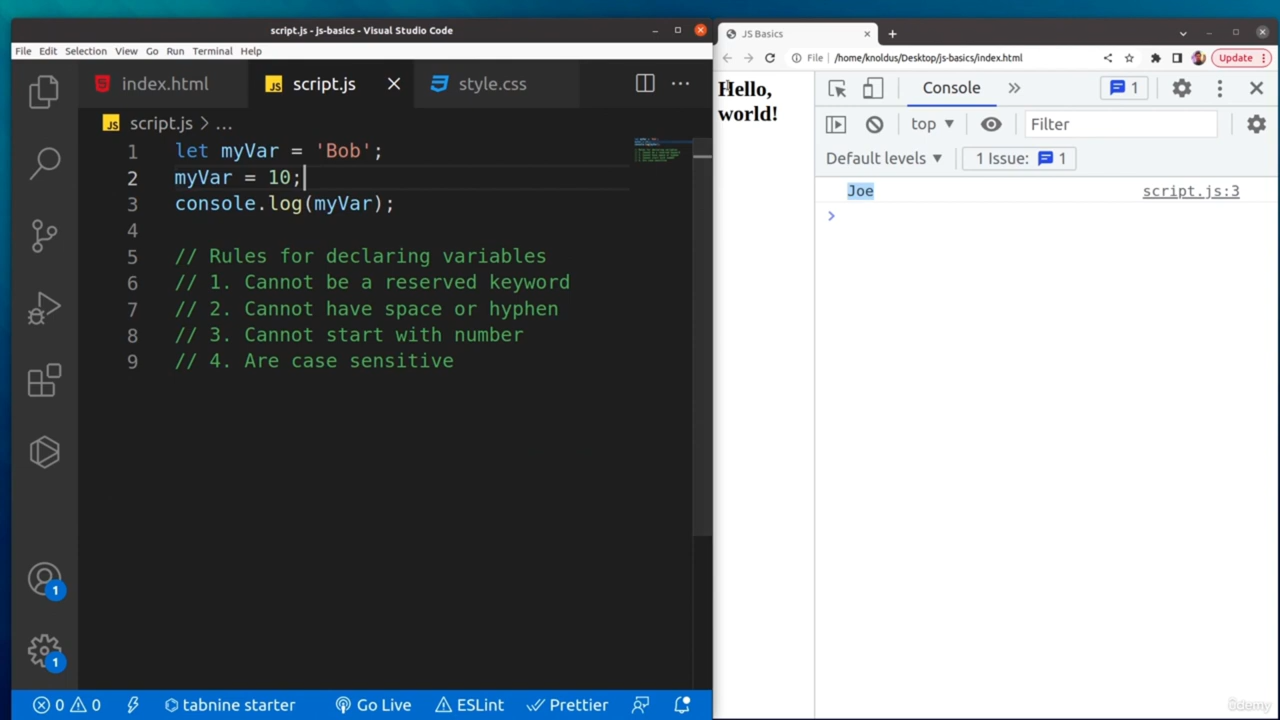 script.js - js-basics - Visual Studio Code
File Edit Selection View Go Run Terminal Help
index.html
JS script.js
style.css
JS script.js > ...
1 let myVar = 'Bob';
2 myVar = 10;
3 console.log(myVar);
4
5 // Rules for declaring variables
6 // 1. Cannot be a reserved keyword
7 // 2. Cannot have space or hyphen
8 // 3. Cannot start with number
9 // 4. Are case sensitive
1
1
0 0 tabnine starter Go Live ESLint Prettier
JS Basics
File /home/knoldus/Desktop/js-basics/index.html
Update
Hello,
world!
Console
1
top
Filter
Default levels
1 Issue: 1
Joe script.js:3
ûdemy